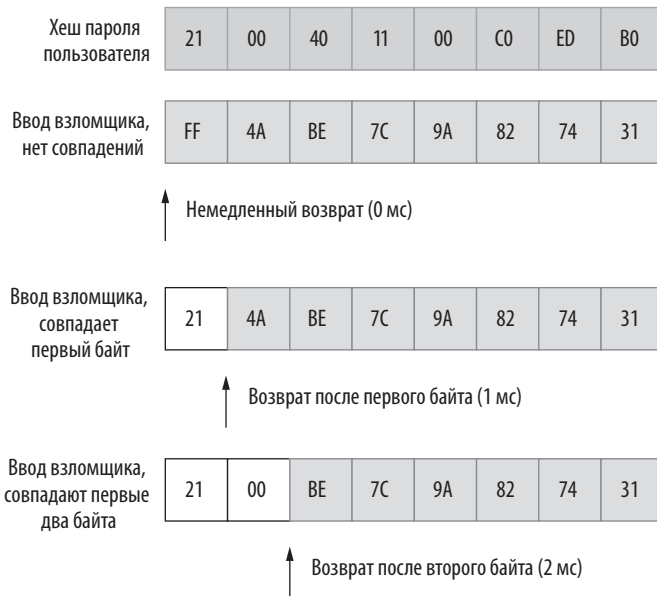 Хеш пароля
пользователя
21 00 40 11 00 C0 ED B0
Ввод взломщика,
нет совпадений
FF 4A BE 7C 9A 82 74 31
Немедленный возврат (0 мс)
Ввод взломщика,
совпадает
первый байт
21 4A BE 7C 9A 82 74 31
Возврат после первого байта (1 мс)
Ввод взломщика,
совпадают первые
два байта
21 00 BE 7C 9A 82 74 31
Возврат после второго байта (2 мс)